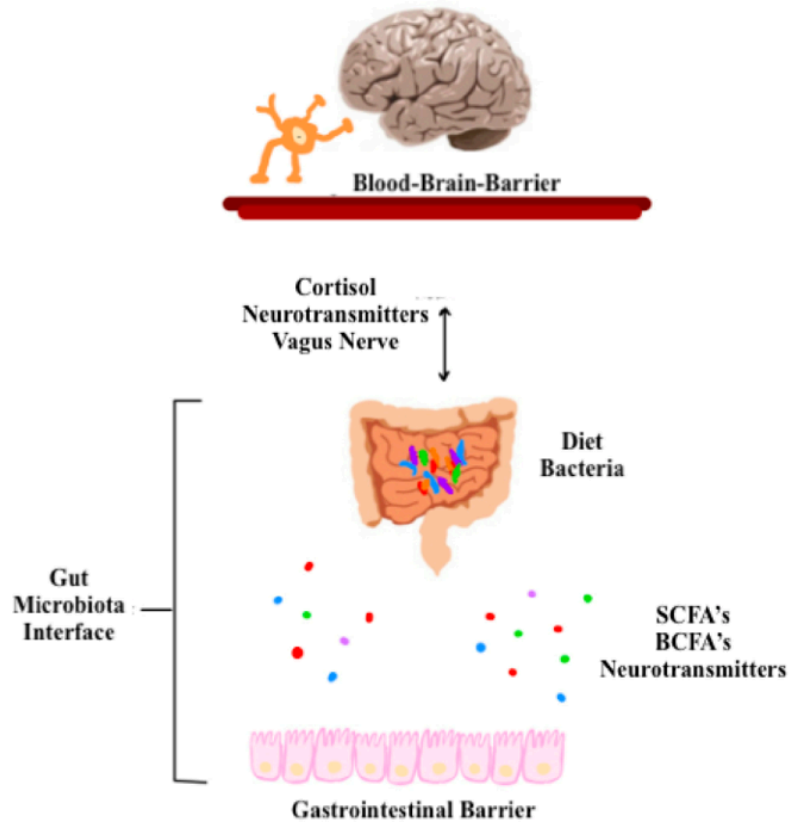 Blood-Brain-Barrier
Cortisol
Neurotransmitters
Vagus Nerve
Diet
Bacteria
Gut
Microbiota
Interface
SCFA's
BCFA's
Neurotransmitters
Gastrointestinal Barrier